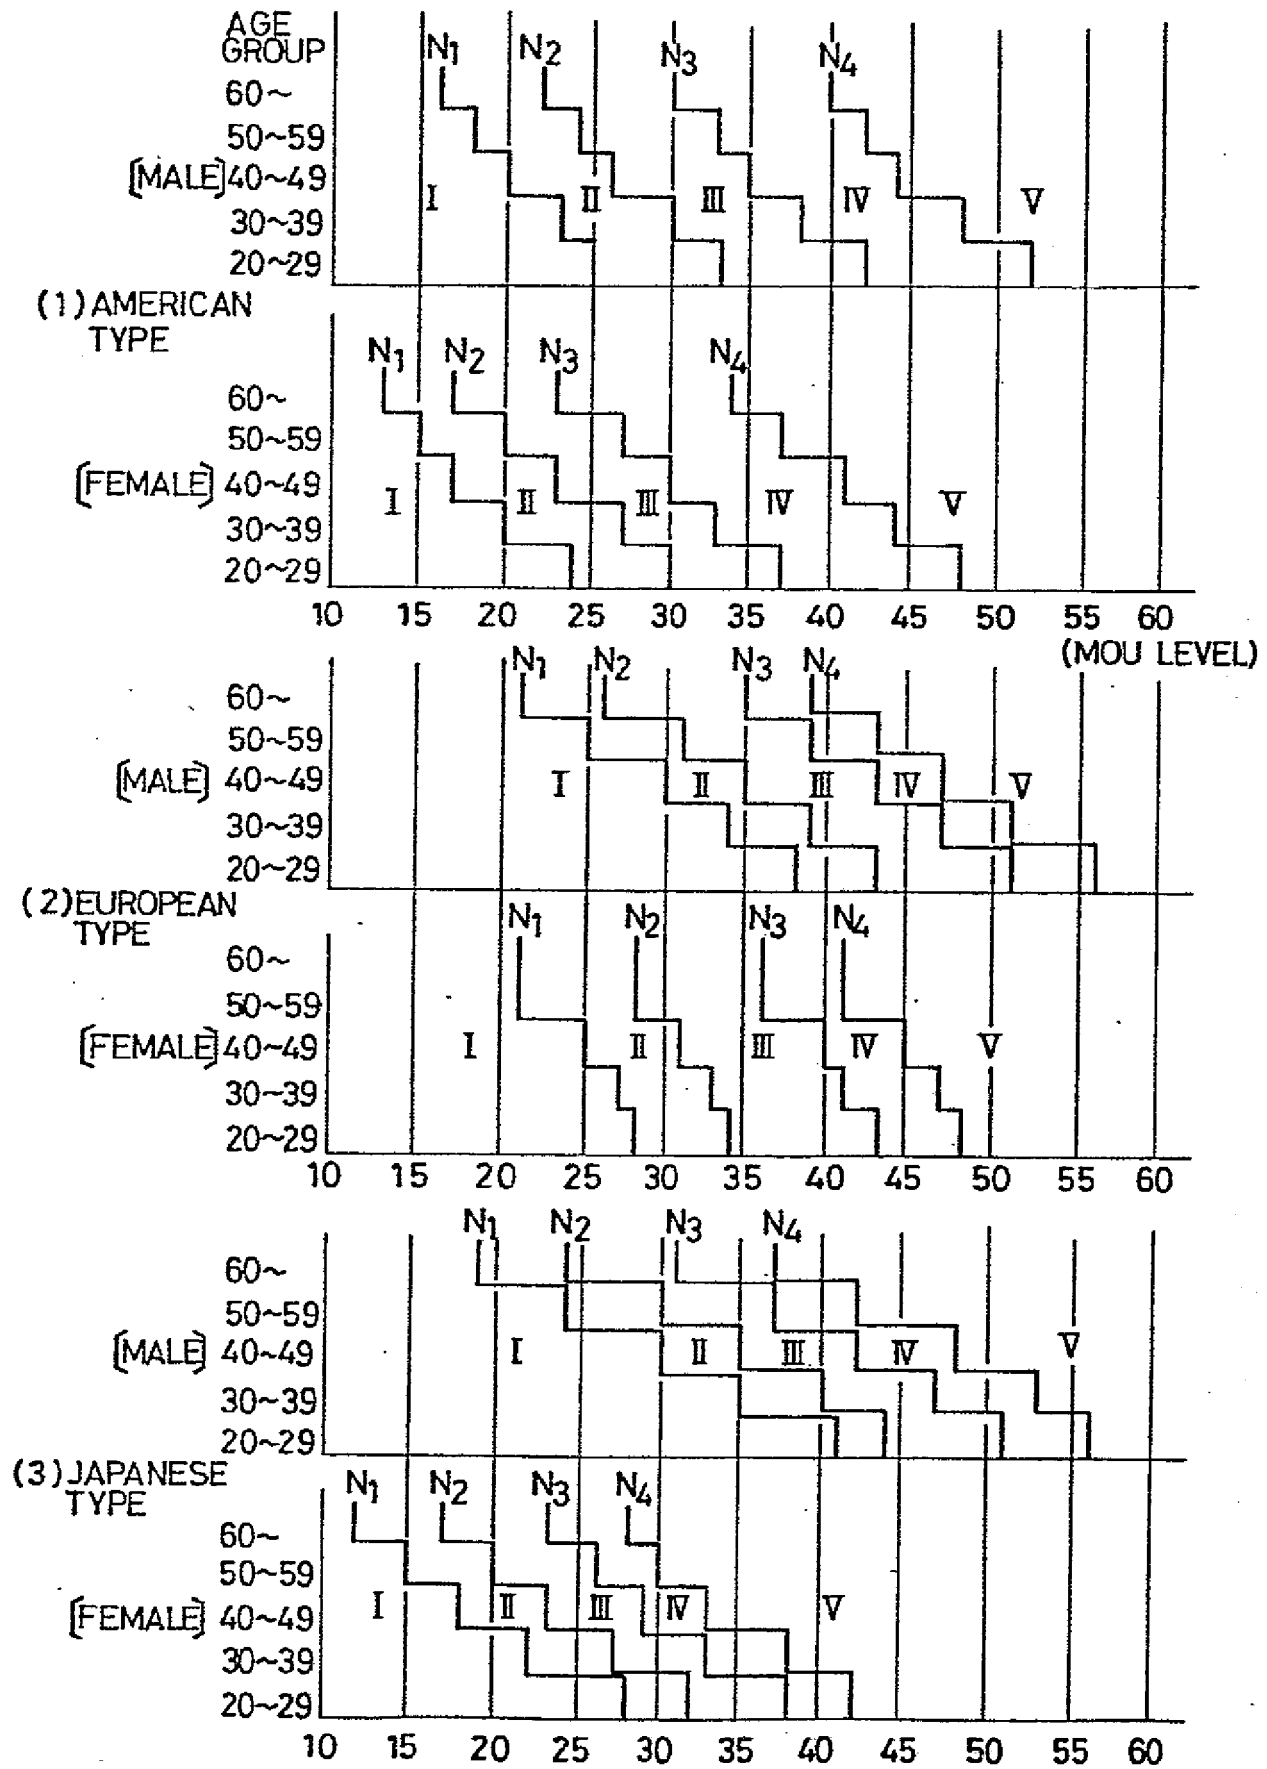 AGE
GROUP
N1 N2 N3 N4
60~
50~59
[MALE] 40~49
I II III IV V
30~39
20~29
(1) AMERICAN
TYPE
N1 N2 N3 N4
60~
50~59
[FEMALE] 40~49
I II III IV V
30~39
20~29
10 15 20 25 30 35 40 45 50 55 60
(MOU LEVEL)
N1 N2 N3 N4
60~
50~59
[MALE] 40~49 I II III IV V
30~39
20~29
(2) EUROPEAN
TYPE
N1 N2 N3 N4
60~
50~59
[FEMALE] 40~49 I II III IV V
30~39
20~29
10 15 20 25 30 35 40 45 50 55 60
N1 N2 N3 N4
60~
50~59
[MALE] 40~49 I II III IV V
30~39
20~29
(3) JAPANESE
TYPE
N1 N2 N3 N4
60~
50~59
[FEMALE] 40~49 I II III IV V
30~39
20~29
10 15 20 25 30 35 40 45 50 55 60